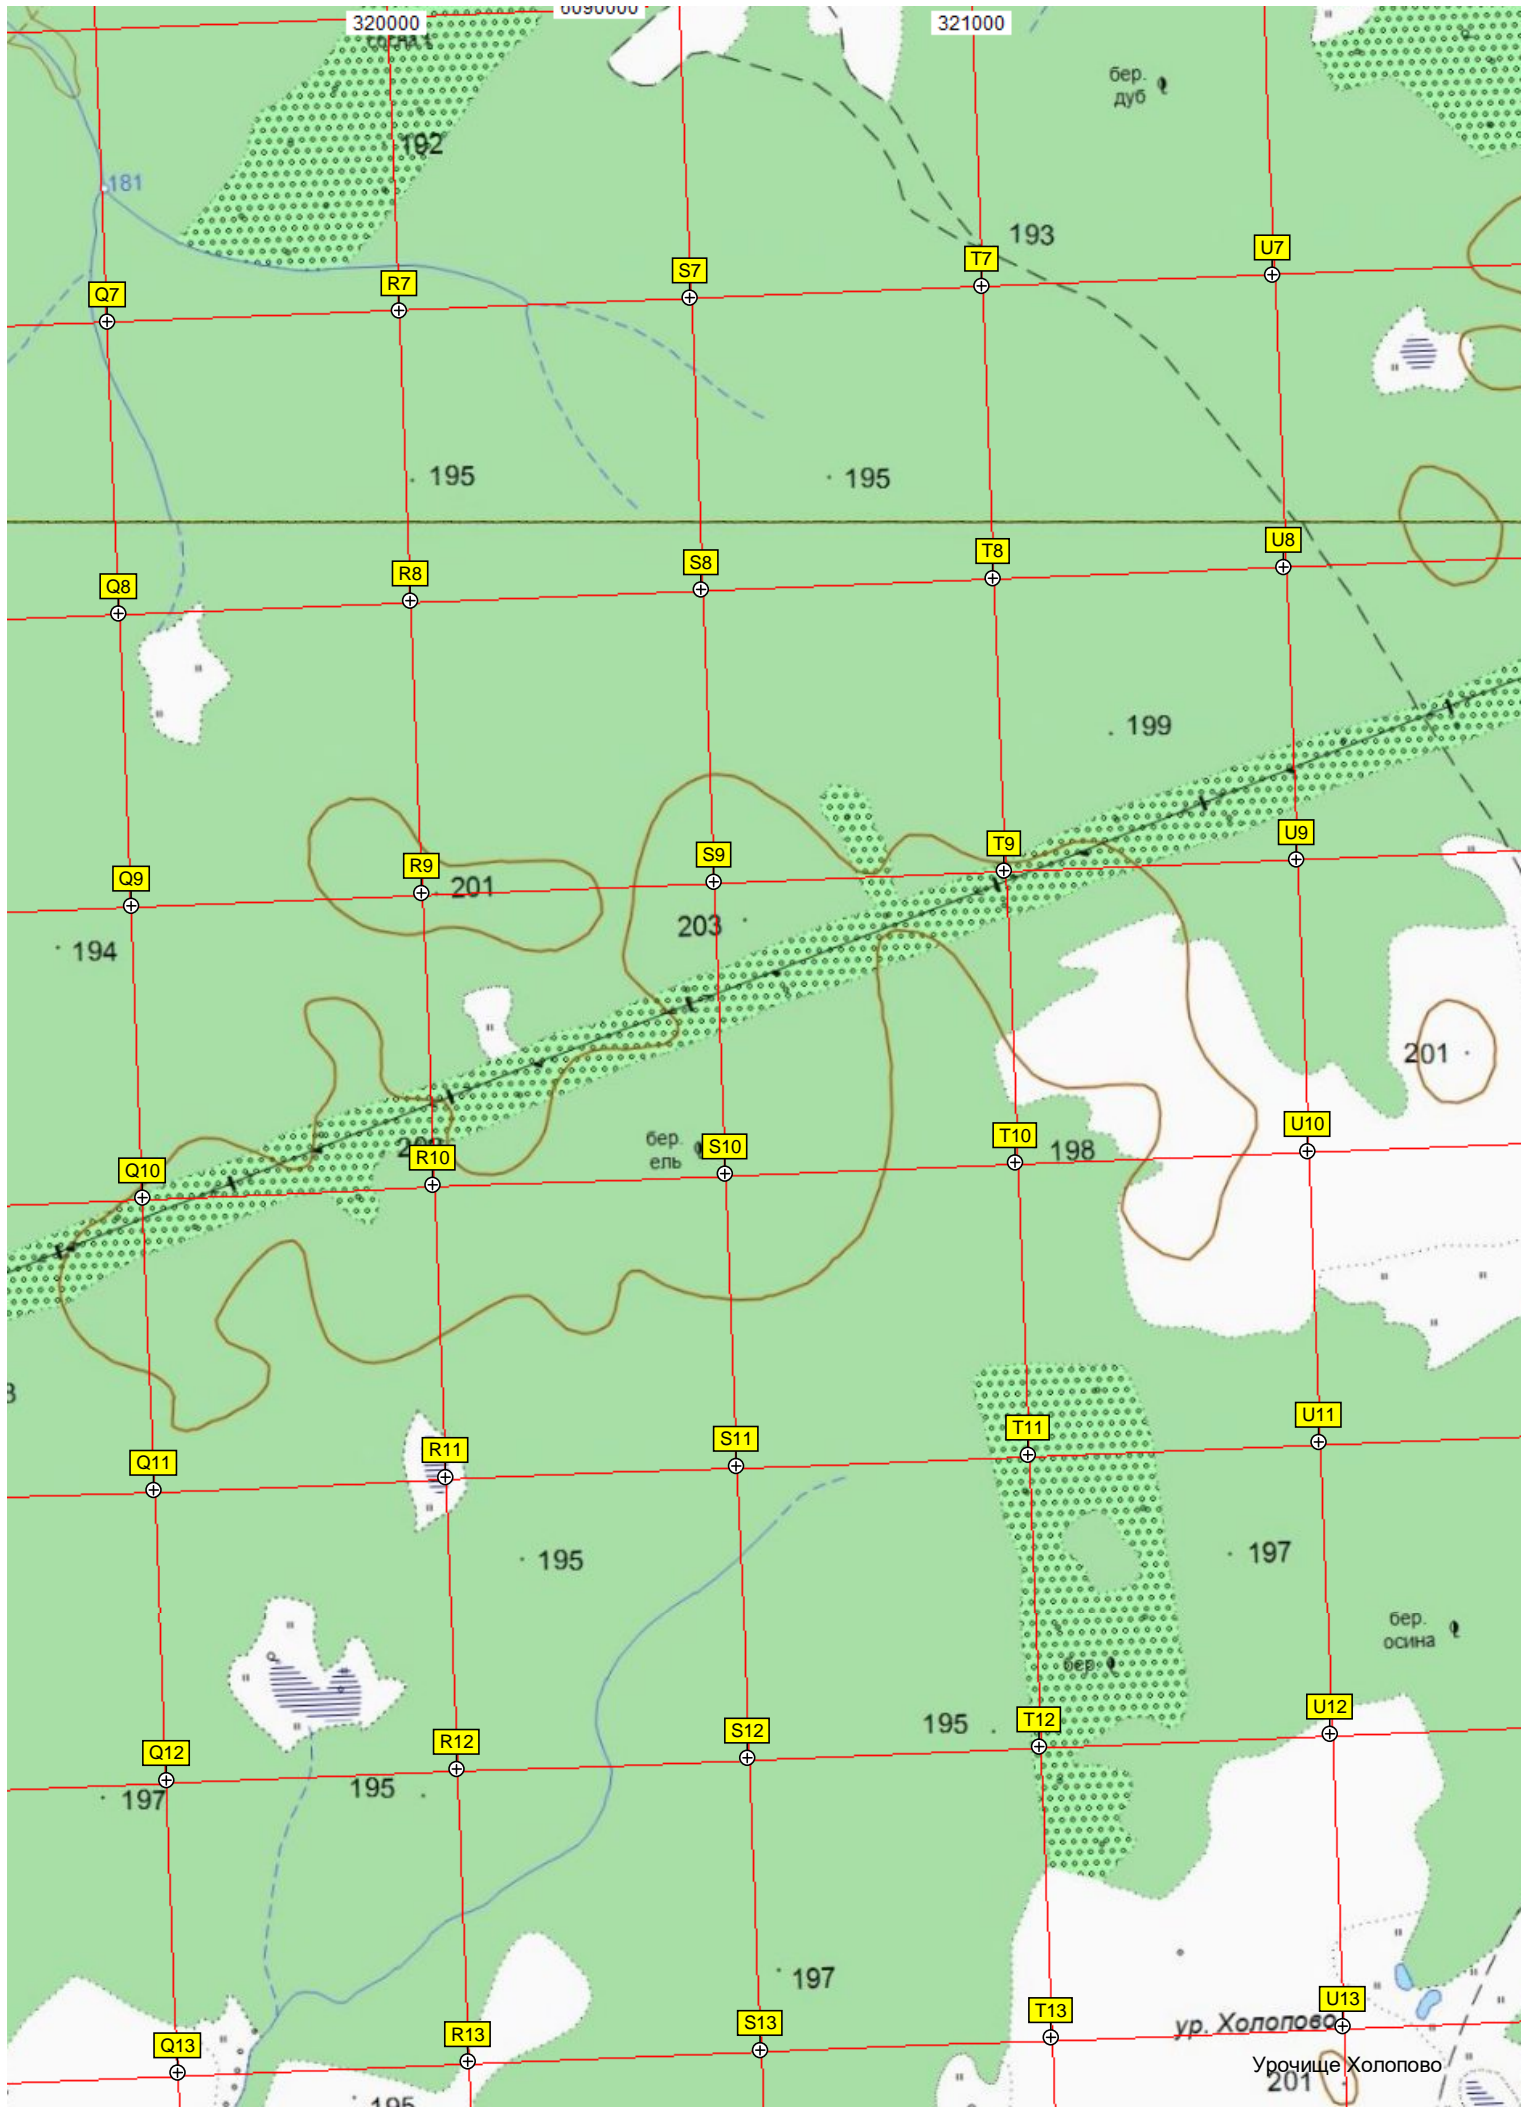 6090000
320000
321000
сосна
бер.
дуб
192
181
193
U7
T7
S7
R7
Q7
195
195
U8
T8
S8
R8
Q8
199
U9
T9
S9
R9
Q9
201
203
194
201
U10
T10
198
бер.
ель
S10
R10
Q10
U11
T11
S11
R11
Q11
195
197
бер.
осина
бер.
U12
T12
195
S12
R12
Q12
195
197
197
U13
T13
ур. Холопово
S13
R13
Q13
Урочище Холопово
201
195